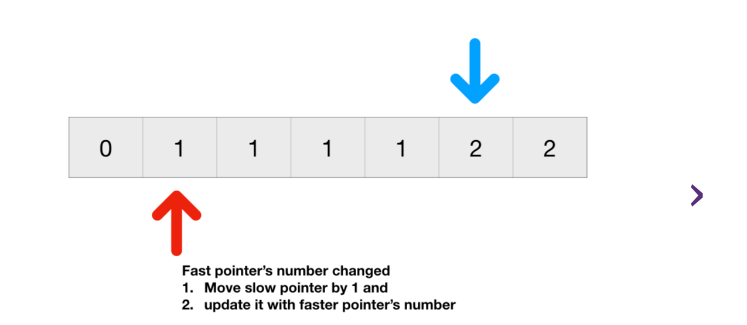 0 1 1 1 1 2 2
Fast pointer's number changed
1. Move slow pointer by 1 and
2. update it with faster pointer's number